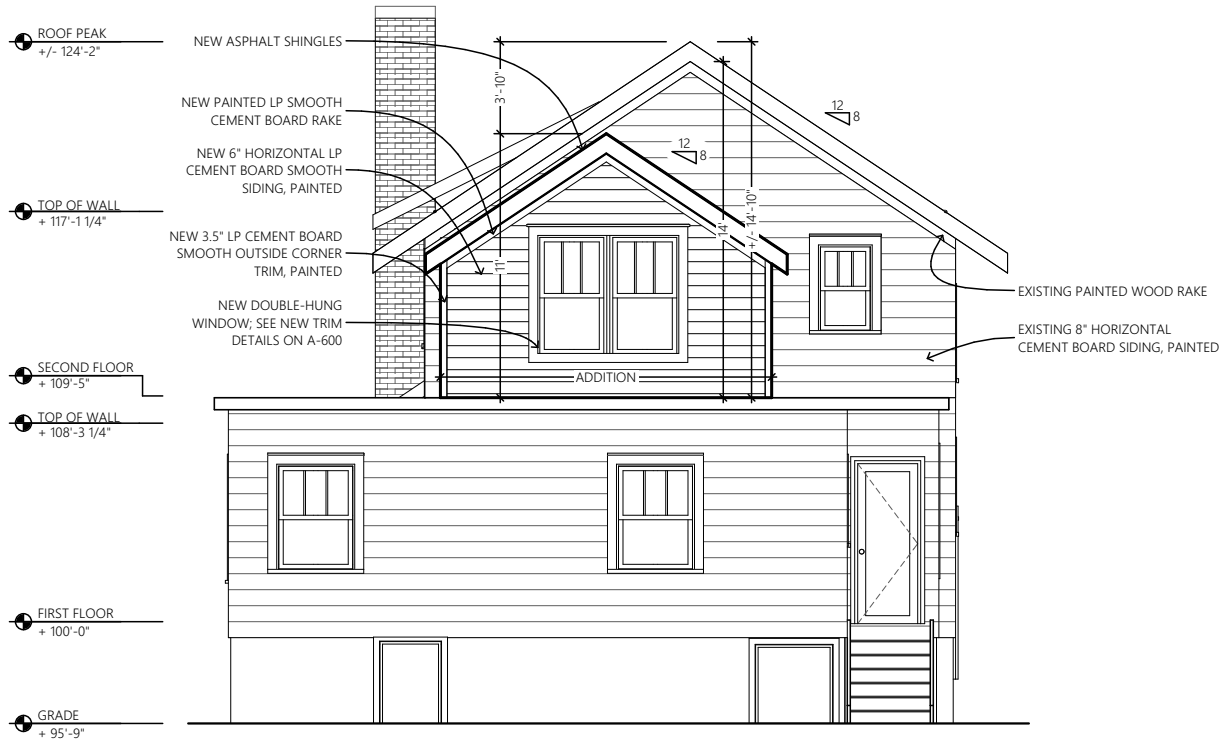 ROOF PEAK
+/- 124'-2"
TOP OF WALL
+ 117'-1 1/4"
SECOND FLOOR
+ 109'-5"
TOP OF WALL
+ 108'-3 1/4"
FIRST FLOOR
+ 100'-0"
GRADE
+ 95'-9"
NEW ASPHALT SHINGLES
NEW PAINTED LP SMOOTH
CEMENT BOARD RAKE
NEW 6" HORIZONTAL LP
CEMENT BOARD SMOOTH
SIDING, PAINTED
NEW 3.5" LP CEMENT BOARD
SMOOTH OUTSIDE CORNER
TRIM, PAINTED
NEW DOUBLE-HUNG
WINDOW; SEE NEW TRIM
DETAILS ON A-600
3'-10"
11'
14'
+/- 14'-10"
12
8
12
8
ADDITION
EXISTING PAINTED WOOD RAKE
EXISTING 8" HORIZONTAL
CEMENT BOARD SIDING, PAINTED